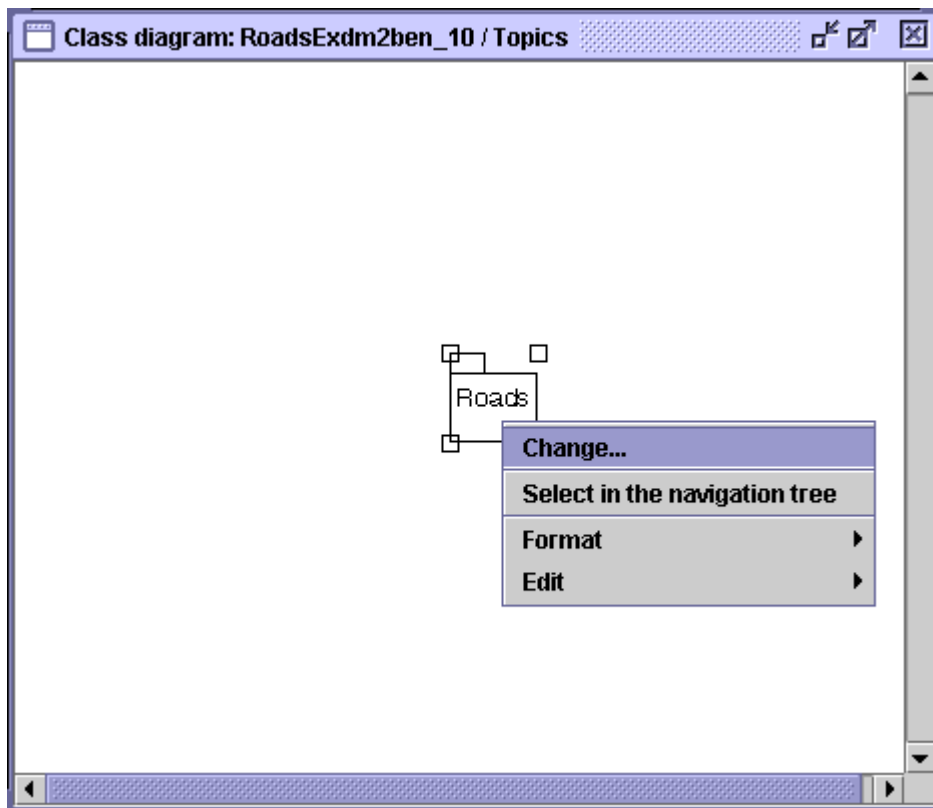 Class diagram: RoadsExdm2ben_10 / Topics
Roads
Change...
Select in the navigation tree
Format
Edit